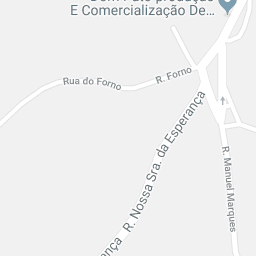 E Comercialização De...
Rua do Forno
R. Forno
R. Nossa Sra. da Esperança
R. Manuel Marques